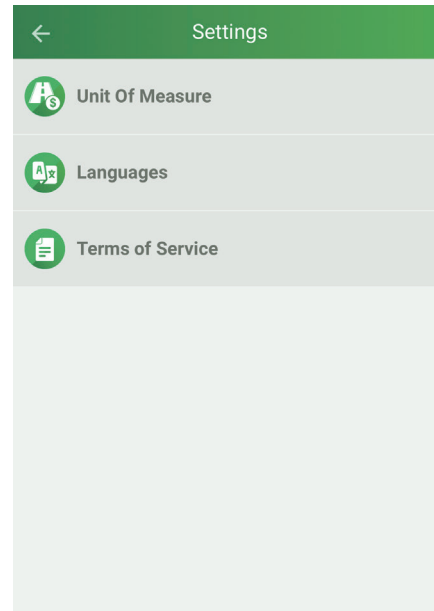 Settings
Unit Of Measure
Languages
Terms of Service